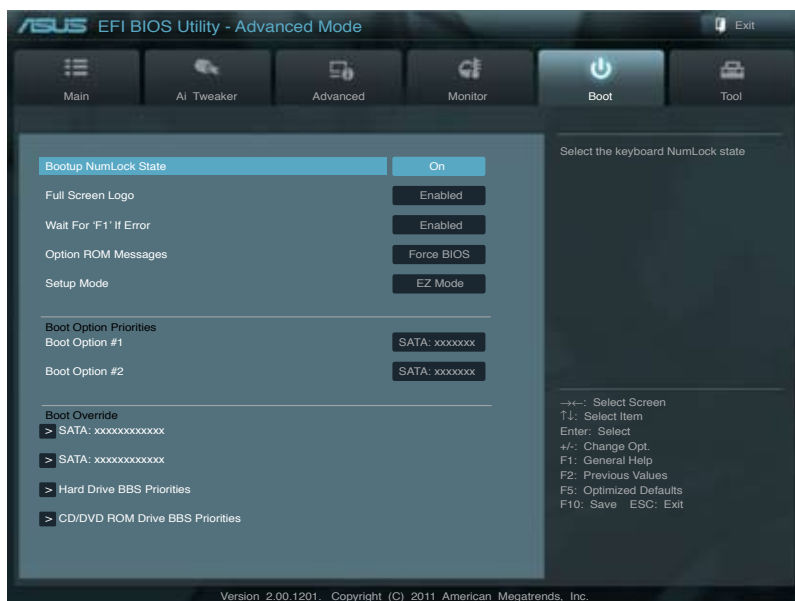 ASUS EFI BIOS Utility - Advanced Mode
Exit
Main
Ai Tweaker
Advanced
Monitor
Boot
Tool
Bootup NumLock State On
Full Screen Logo Enabled
Wait For ‘F1’ If Error Enabled
Option ROM Messages Force BIOS
Setup Mode EZ Mode
Boot Option Priorities
Boot Option #1 SATA: xxxxxxx
Boot Option #2 SATA: xxxxxxx
Boot Override
> SATA: xxxxxxxxxxxx
> SATA: xxxxxxxxxxxx
> Hard Drive BBS Priorities
> CD/DVD ROM Drive BBS Priorities
Select the keyboard NumLock state
→←: Select Screen
↑↓: Select Item
Enter: Select
+/-: Change Opt.
F1: General Help
F2: Previous Values
F5: Optimized Defaults
F10: Save ESC: Exit
Version 2.00.1201. Copyright (C) 2011 American Megatrends, Inc.